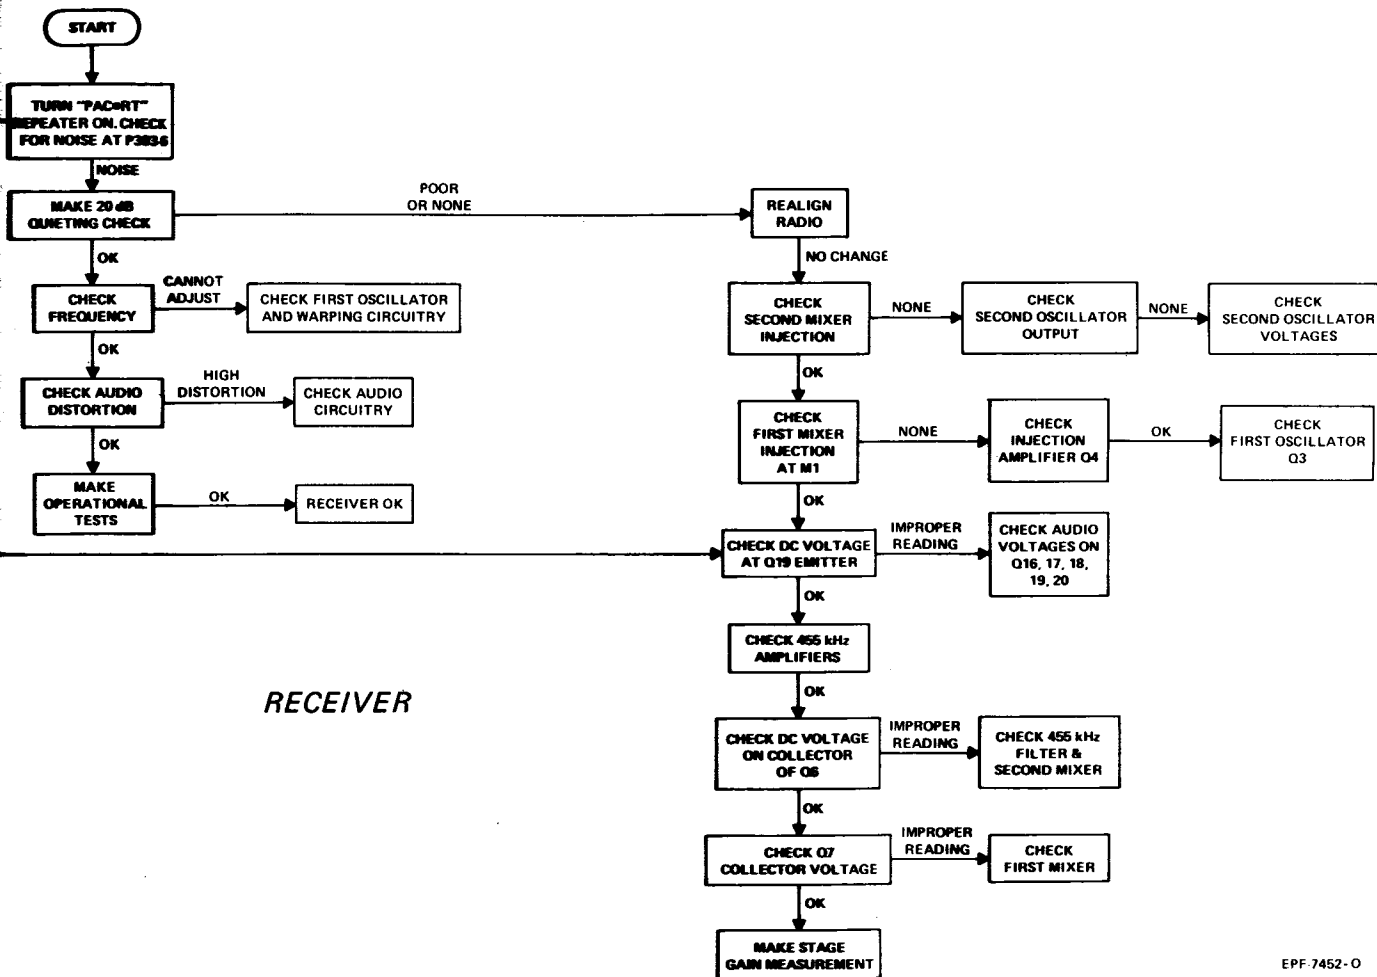 START
TURN "PAC•RT"
REPEATER ON. CHECK
FOR NOISE AT P3036
NOISE
MAKE 20 dB
QUIETING CHECK
POOR
OR NONE
REALIGN
RADIO
OK
NO CHANGE
CHECK
FREQUENCY
CANNOT
ADJUST
CHECK FIRST OSCILLATOR
AND WARPING CIRCUITRY
CHECK
SECOND MIXER
INJECTION
NONE
CHECK
SECOND OSCILLATOR
OUTPUT
NONE
CHECK
SECOND OSCILLATOR
VOLTAGES
OK
OK
CHECK AUDIO
DISTORTION
HIGH
DISTORTION
CHECK AUDIO
CIRCUITRY
CHECK
FIRST MIXER
INJECTION
AT M1
NONE
CHECK
INJECTION
AMPLIFIER Q4
OK
CHECK
FIRST OSCILLATOR
Q3
OK
OK
MAKE
OPERATIONAL
TESTS
OK
RECEIVER OK
CHECK DC VOLTAGE
AT Q19 EMITTER
IMPROPER
READING
CHECK AUDIO
VOLTAGES ON
Q16, 17, 18,
19, 20
OK
CHECK 455 kHz
AMPLIFIERS
OK
RECEIVER
CHECK DC VOLTAGE
ON COLLECTOR
OF Q6
IMPROPER
READING
CHECK 455 kHz
FILTER &
SECOND MIXER
OK
CHECK Q7
COLLECTOR VOLTAGE
IMPROPER
READING
CHECK
FIRST MIXER
OK
MAKE STAGE
GAIN MEASUREMENT
EPF-7452-O